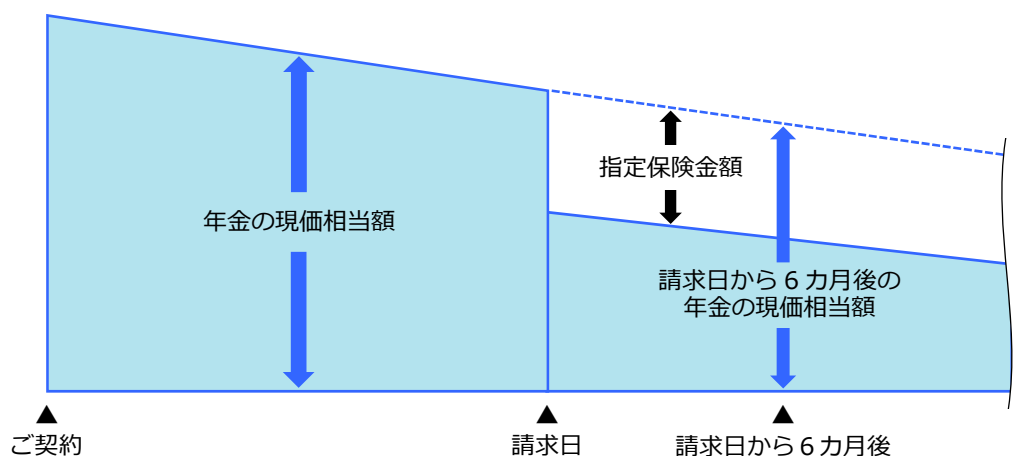 指定保険金額
年金の現価相当額
請求日から6カ月後の
年金の現価相当額
ご契約
請求日
請求日から6カ月後